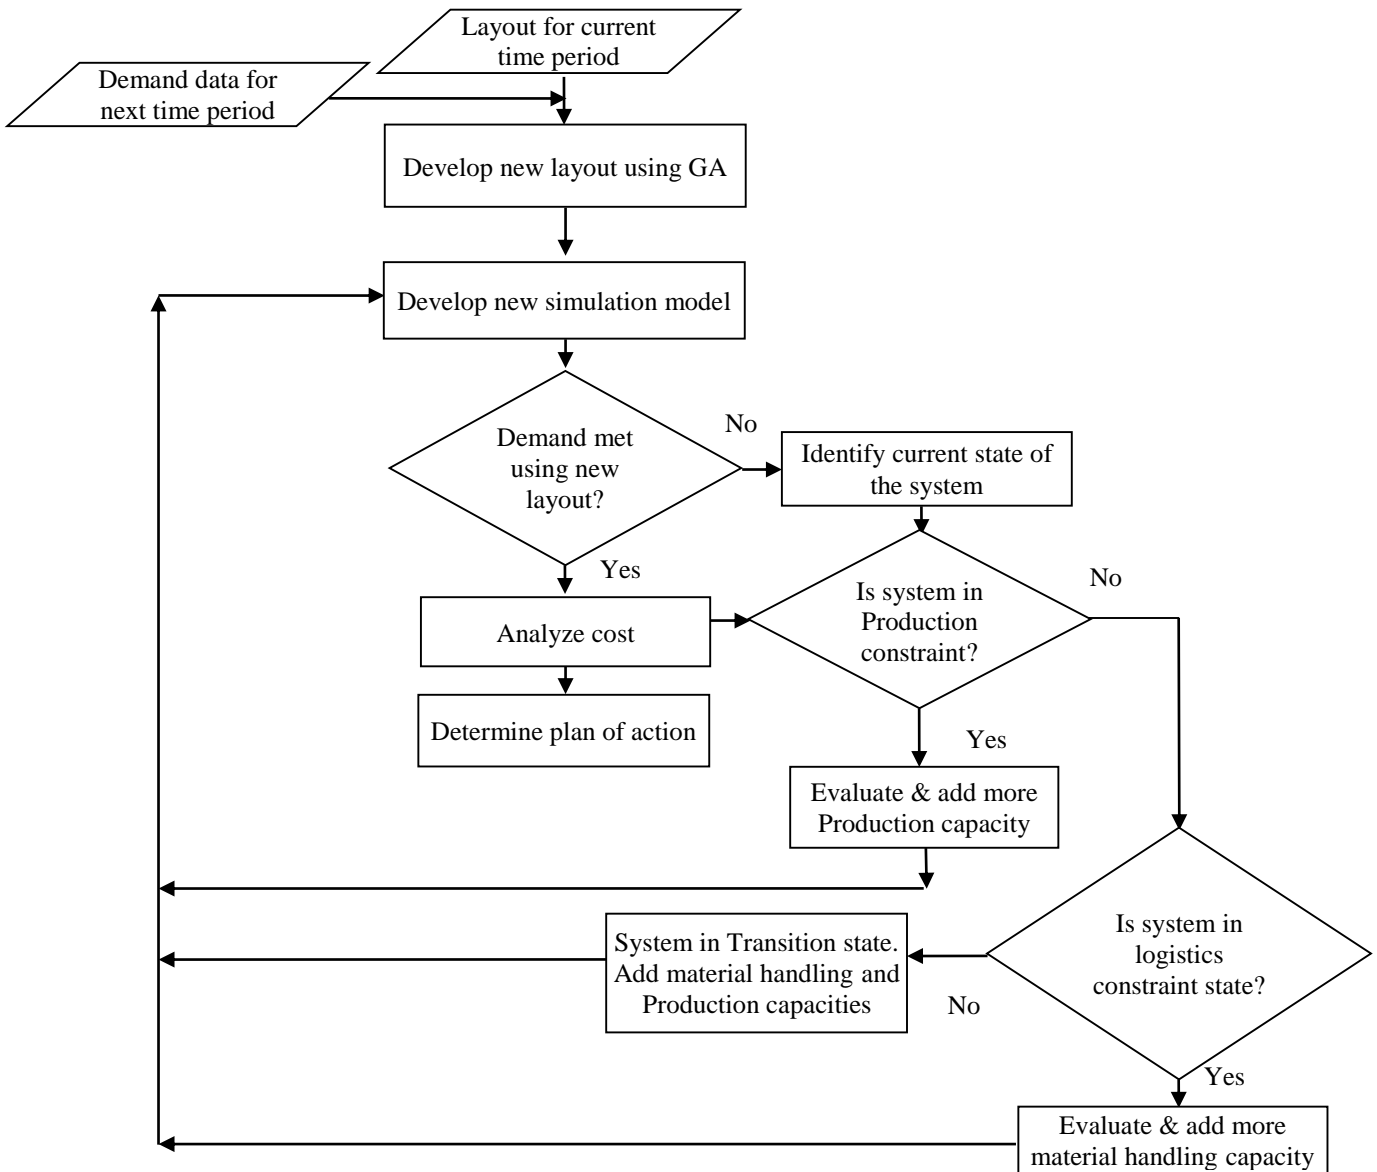 Layout for current
time period
Demand data for
next time period
Develop new layout using GA
Develop new simulation model
No
Demand met
using new
layout?
Identify current state of
the system
Yes
No
Is system in
Production
constraint?
Analyze cost
Determine plan of action
Yes
Evaluate & add more
Production capacity
Is system in
logistics
constraint state?
System in Transition state.
Add material handling and
Production capacities
No
Yes
Evaluate & add more
material handling capacity